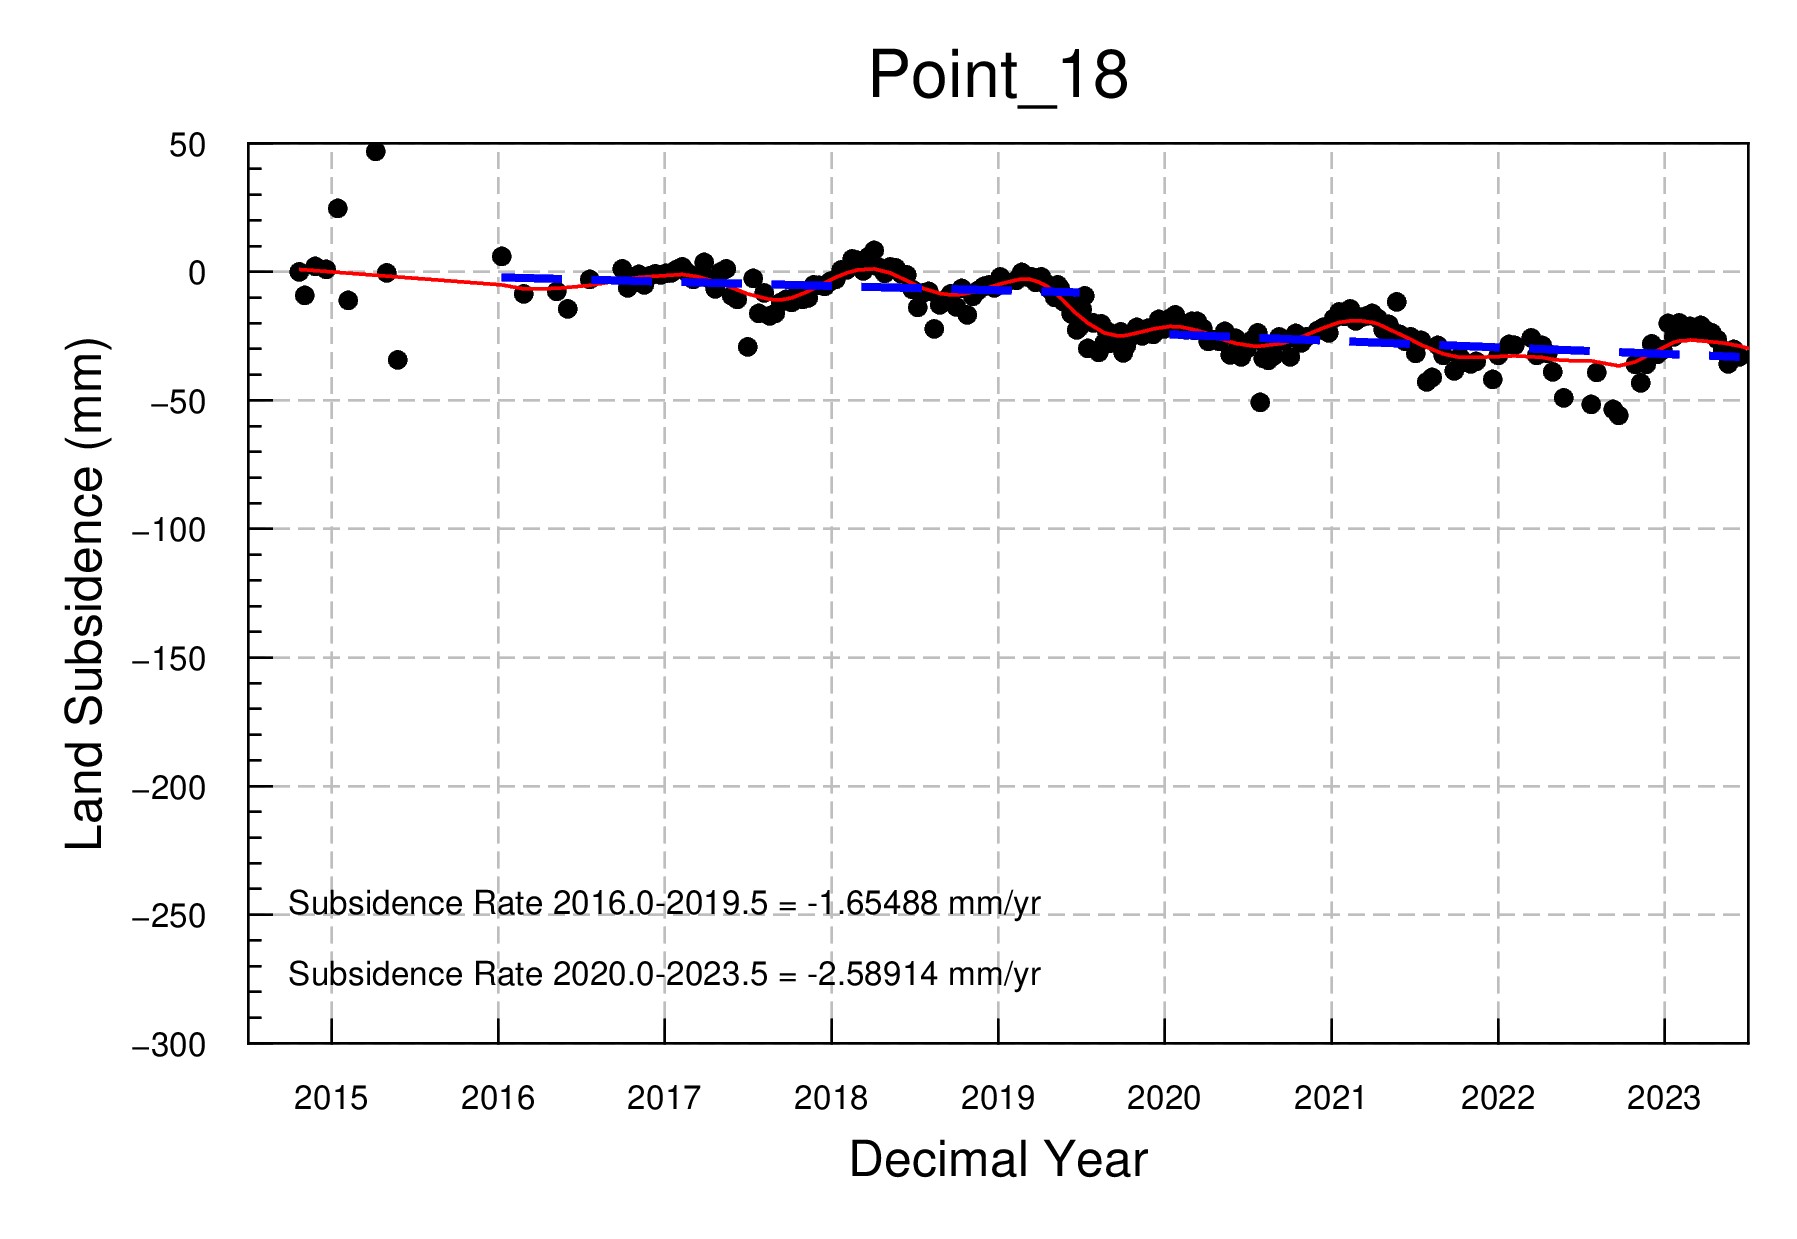 Point_18
50
0
−50
−100
−150
−200
−250
−300
Land Subsidence (mm)
Subsidence Rate 2016.0-2019.5 = -1.65488 mm/yr
Subsidence Rate 2020.0-2023.5 = -2.58914 mm/yr
2015 2016 2017 2018 2019 2020 2021 2022 2023
Decimal Year